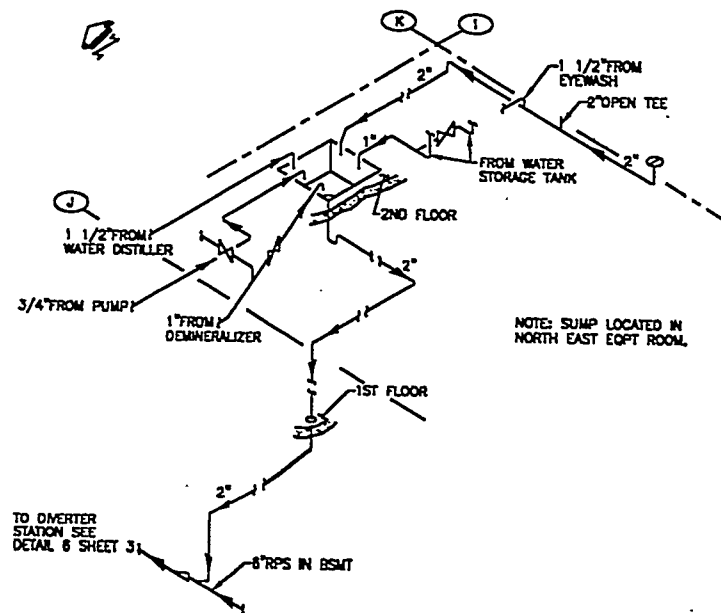 K
1
2"
1 1/2"FROM
EYEWASH
2"OPEN TEE
1"
2"
FROM WATER
STORAGE TANK
J
2ND FLOOR
1 1/2"FROM
WATER DISTILLER
2"
3/4"FROM PUMP
1"FROM
DEMINERALIZER
NOTE: SUMP LOCATED IN
NORTH EAST EQPT ROOM.
1ST FLOOR
2"
TO DIVERTER
STATION SEE
DETAIL 6 SHEET 3
RPS IN BSMT